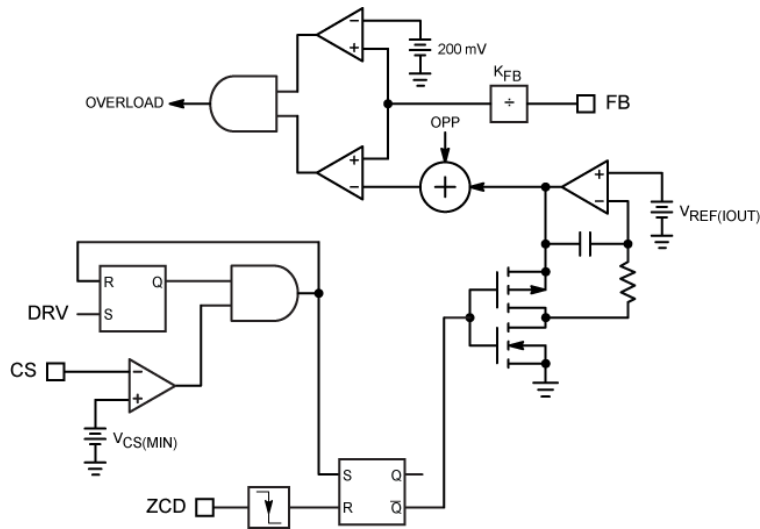 −
+
200 mV
K_FB
÷
FB
OVERLOAD
OPP
+
−
+
+
−
V_REF(IOUT)
R Q
S
DRV
CS
−
+
V_CS(MIN)
S Q
R Q̅
ZCD